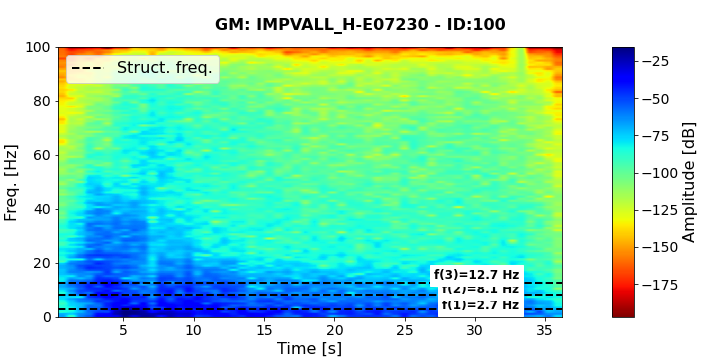 GM: IMPVALL_H-E07230 - ID:100
100
80
60
40
20
0
Freq. [Hz]
Struct. freq.
f(3)=12.7 Hz
f(2)=8.1 Hz
f(1)=2.7 Hz
5 10 15 20 25 30 35
Time [s]
−25
−50
−75
−100
−125
−150
−175
Amplitude [dB]